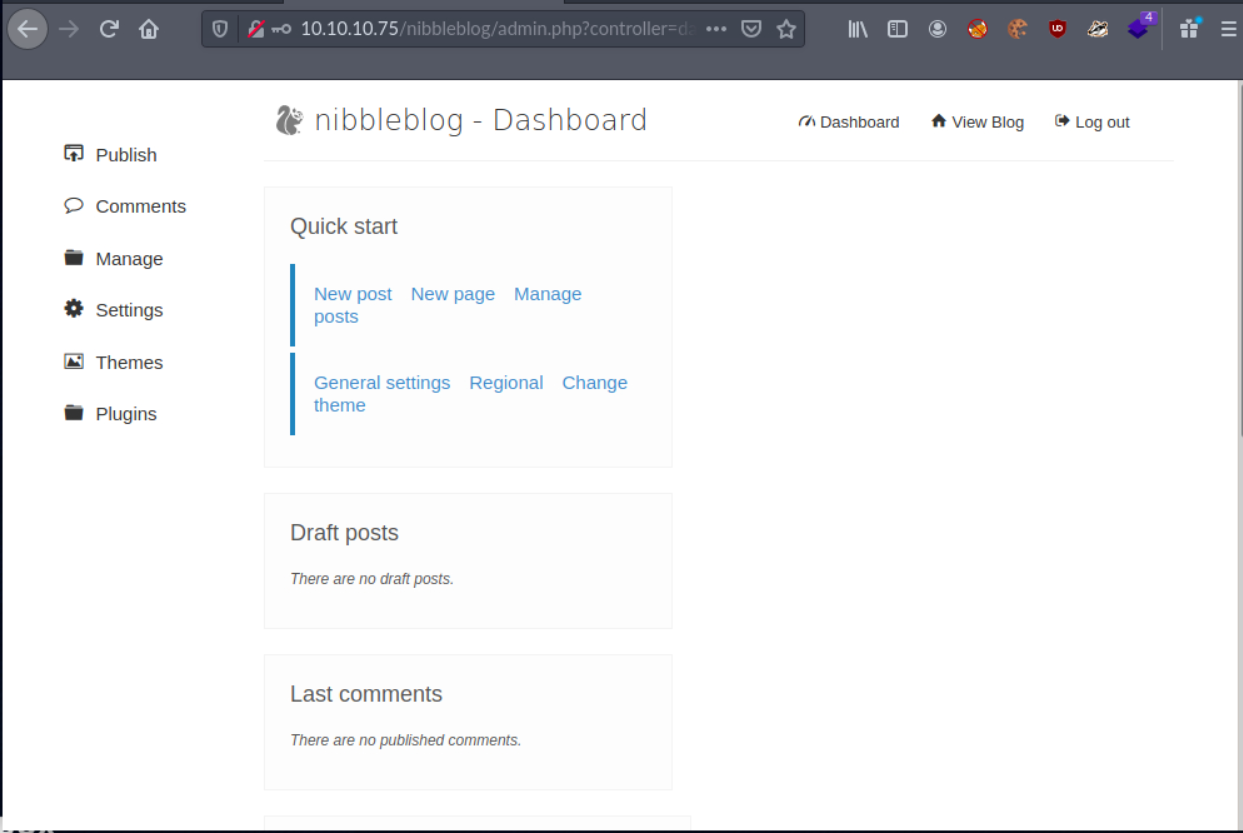 10.10.10.75/nibbleblog/admin.php?controller=da
4
nibbleblog - Dashboard
Dashboard
View Blog
Log out
Publish
Comments
Manage
Settings
Themes
Plugins
Quick start
New post New page Manage
posts
General settings Regional Change
theme
Draft posts
There are no draft posts.
Last comments
There are no published comments.